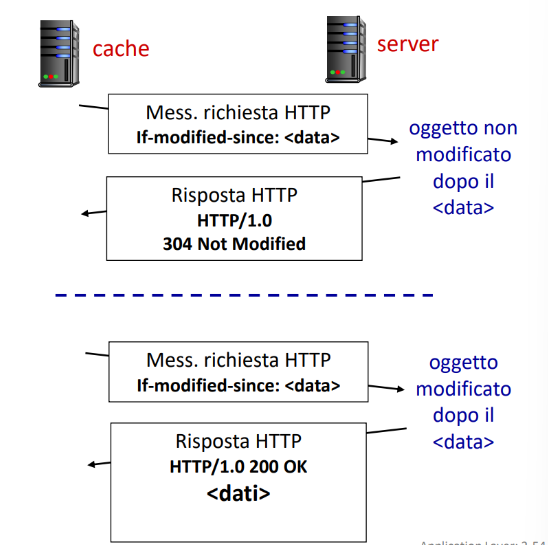 cache
server
Mess. richiesta HTTP
If-modified-since: <data>
oggetto non
modificato
dopo il
<data>
Risposta HTTP
HTTP/1.0
304 Not Modified
Mess. richiesta HTTP
If-modified-since: <data>
oggetto
modificato
dopo il
<data>
Risposta HTTP
HTTP/1.0 200 OK
<dati>